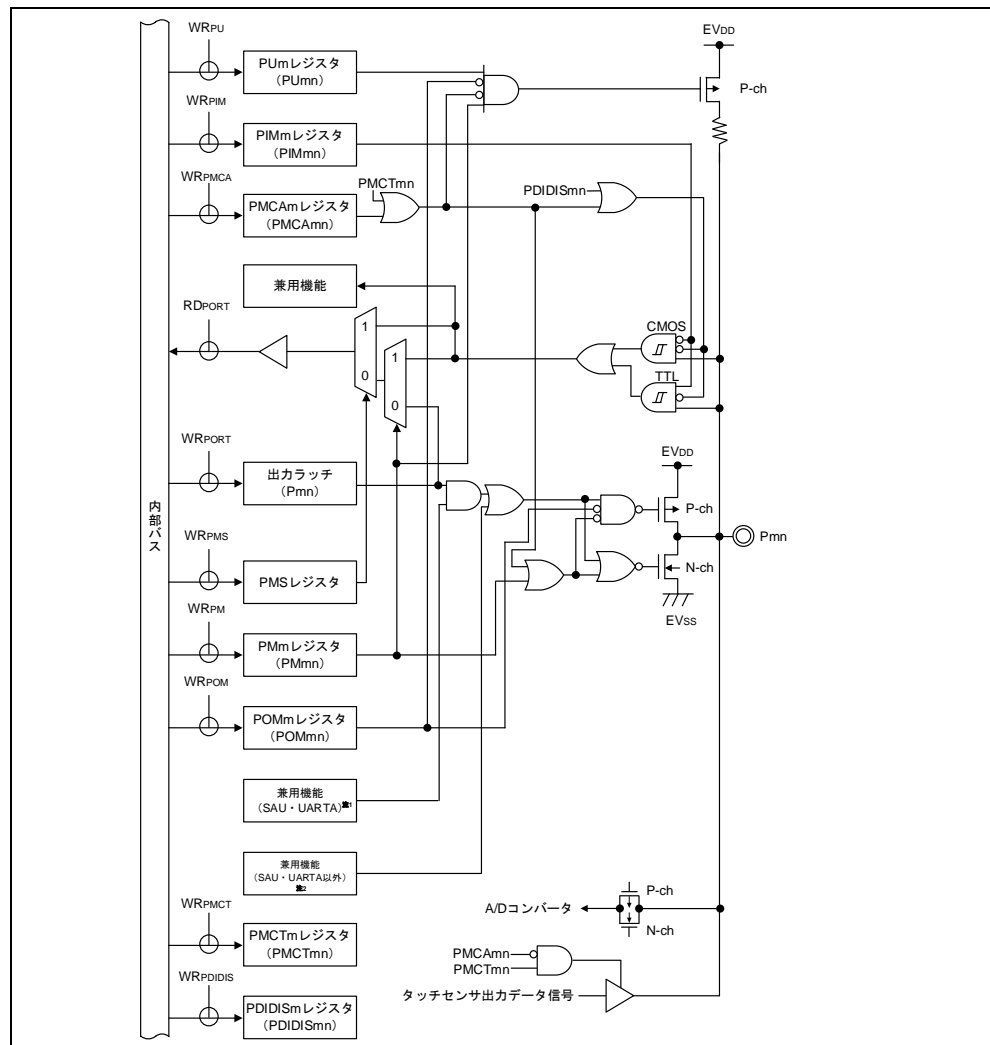 WRPU
PUmレジスタ
(PUmn)
EVDD
P-ch
WRPIM
PIMmレジスタ
(PIMmn)
WRPMCA
PMCAmレジスタ
(PMCAmn)
PMCTmn
PDIDISmn
兼用機能
RDPORT
1
0
1
0
CMOS
TTL
WRPORT
出力ラッチ
(Pmn)
EVDD
P-ch
Pmn
N-ch
EVSS
内部バス
WRPMS
PMSレジスタ
WRPM
PMmレジスタ
(PMmn)
WRPOM
POMmレジスタ
(POMmn)
兼用機能
(SAU・UARTA)注1
兼用機能
(SAU・UARTA以外)
注2
P-ch
A/Dコンバータ
N-ch
WRPMCT
PMCTmレジスタ
(PMCTmn)
PMCAmn
PMCTmn
タッチセンサ出力データ信号
WRPDIDIS
PDIDISmレジスタ
(PDIDISmn)